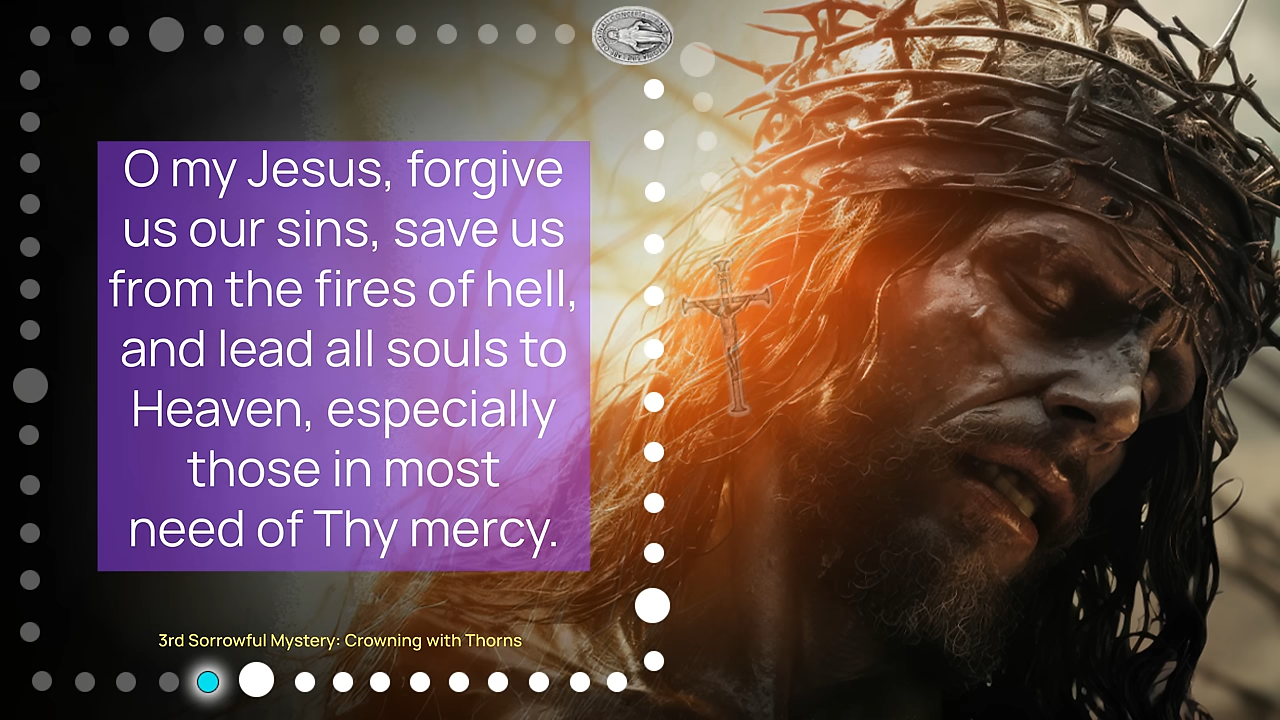 O my Jesus, forgive
us our sins, save us
from the fires of hell,
and lead all souls to
Heaven, especially
those in most
need of Thy mercy.
3rd Sorrowful Mystery: Crowning with Thorns